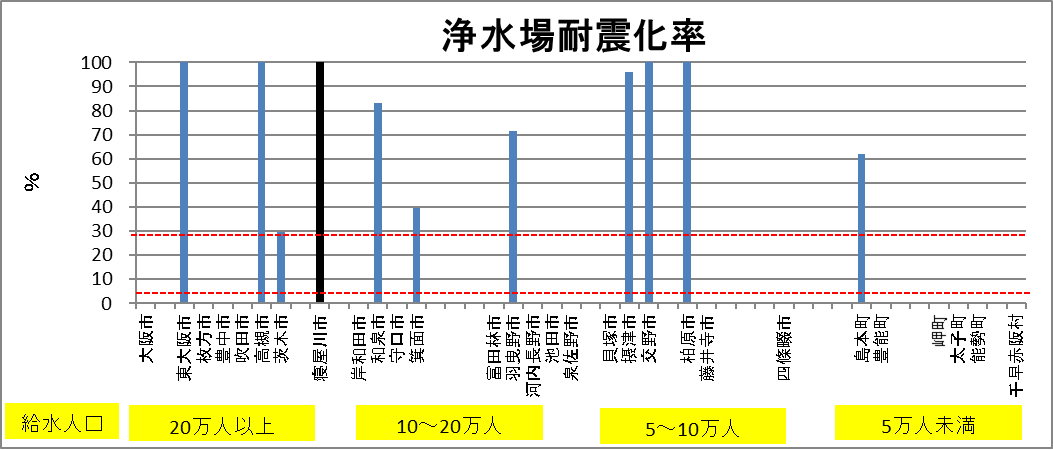 浄水場耐震化率
%
100
90
80
70
60
50
40
30
20
10
0
大阪市
東大阪市
枚方市
豊中市
吹田市
高槻市
茨木市
寝屋川市
岸和田市
和泉市
守口市
箕面市
富田林市
羽曳野市
河内長野市
池田市
泉佐野市
貝塚市
摂津市
交野市
柏原市
藤井寺市
四條畷市
島本町
豊能町
岬町
太子町
能勢町
千早赤阪村
給水人口
20万人以上
10～20万人
5～10万人
5万人未満